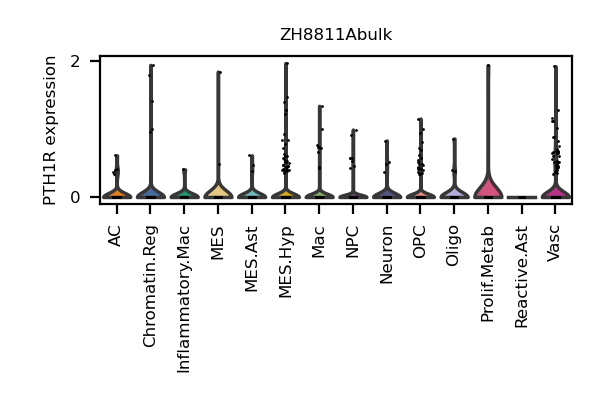 ZH8811Abulk
PTH1R expression
2
0
AC
Chromatin.Reg
Inflammatory.Mac
MES
MES.Ast
MES.Hyp
Mac
NPC
Neuron
OPC
Oligo
Prolif.Metab
Reactive.Ast
Vasc